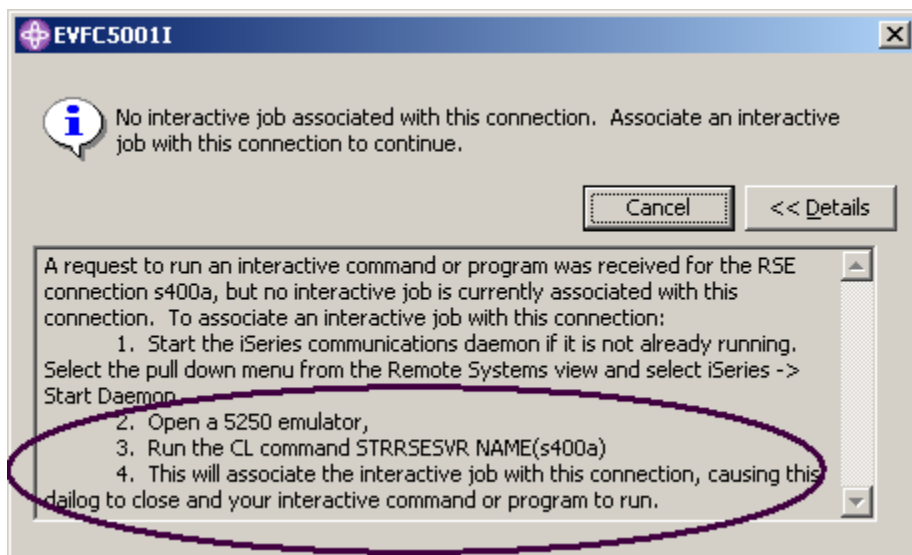 EVFC5001I
No interactive job associated with this connection.  Associate an interactive
job with this connection to continue.
Cancel
<< Details
A request to run an interactive command or program was received for the RSE
connection s400a, but no interactive job is currently associated with this
connection.  To associate an interactive job with this connection:
1.  Start the iSeries communications daemon if it is not already running.
Select the pull down menu from the Remote Systems view and select iSeries ->
Start Daemon
2.  Open a 5250 emulator,
3.  Run the CL command STRRSESVR NAME(s400a)
4.  This will associate the interactive job with this connection, causing this
dailog to close and your interactive command or program to run.